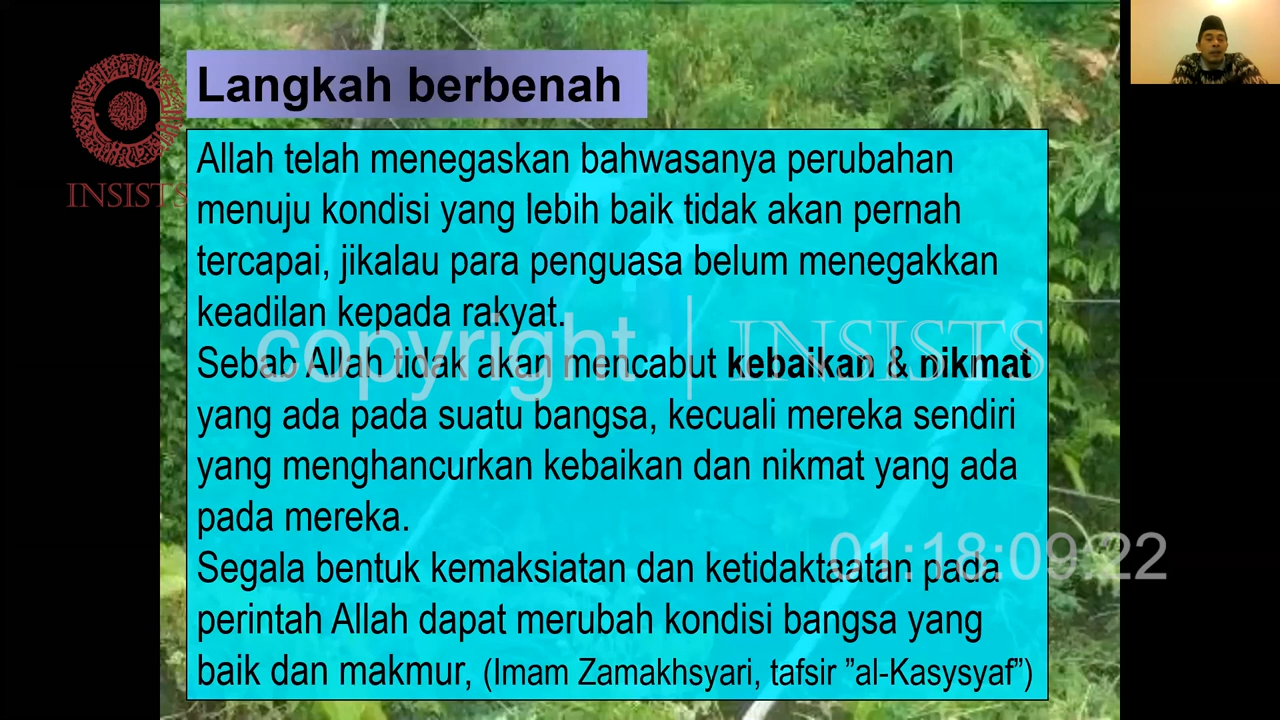 Langkah berbenah
INSISTS
Allah telah menegaskan bahwasanya perubahan
menuju kondisi yang lebih baik tidak akan pernah
tercapai, jikalau para penguasa belum menegakkan
keadilan kepada rakyat.
copyright | INSISTS
Sebab Allah tidak akan mencabut kebaikan & nikmat
yang ada pada suatu bangsa, kecuali mereka sendiri
yang menghancurkan kebaikan dan nikmat yang ada
pada mereka.
01:18:09:22
Segala bentuk kemaksiatan dan ketidaktaatan pada
perintah Allah dapat merubah kondisi bangsa yang
baik dan makmur, (Imam Zamakhsyari, tafsir ”al-Kasysyaf”)